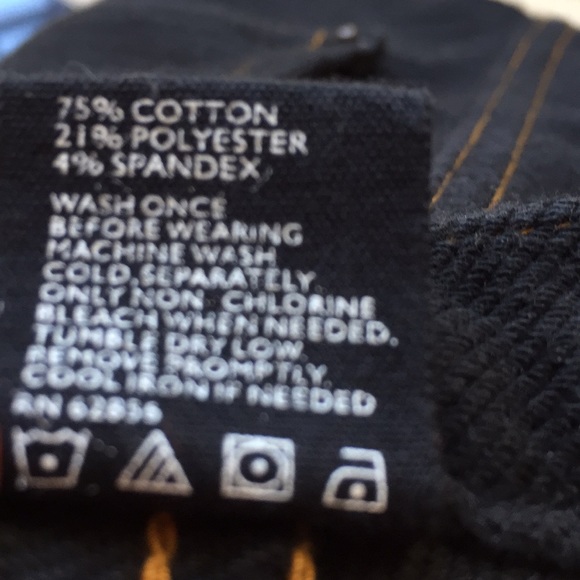 75% COTTON
21% POLYESTER
4% SPANDEX
WASH ONCE
BEFORE WEARING
MACHINE WASH
COLD, SEPARATELY.
ONLY NON-CHLORINE
BLEACH WHEN NEEDED.
TUMBLE DRY LOW.
REMOVE PROMPTLY.
COOL IRON IF NEEDED
RN 62856